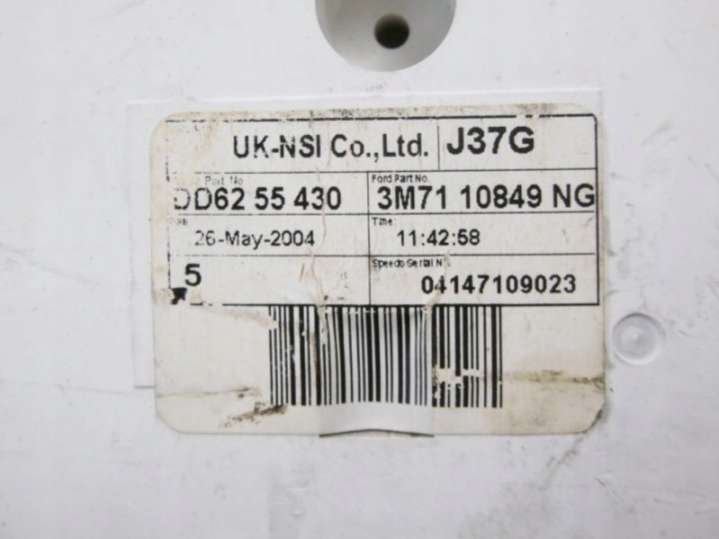 UK-NSI Co.,Ltd. J37G
Part No. Ford Part No.
DD62 55 430 3M71 10849 NG
Time:
26-May-2004 11:42:58
Speedo Serial N
5 04147109023